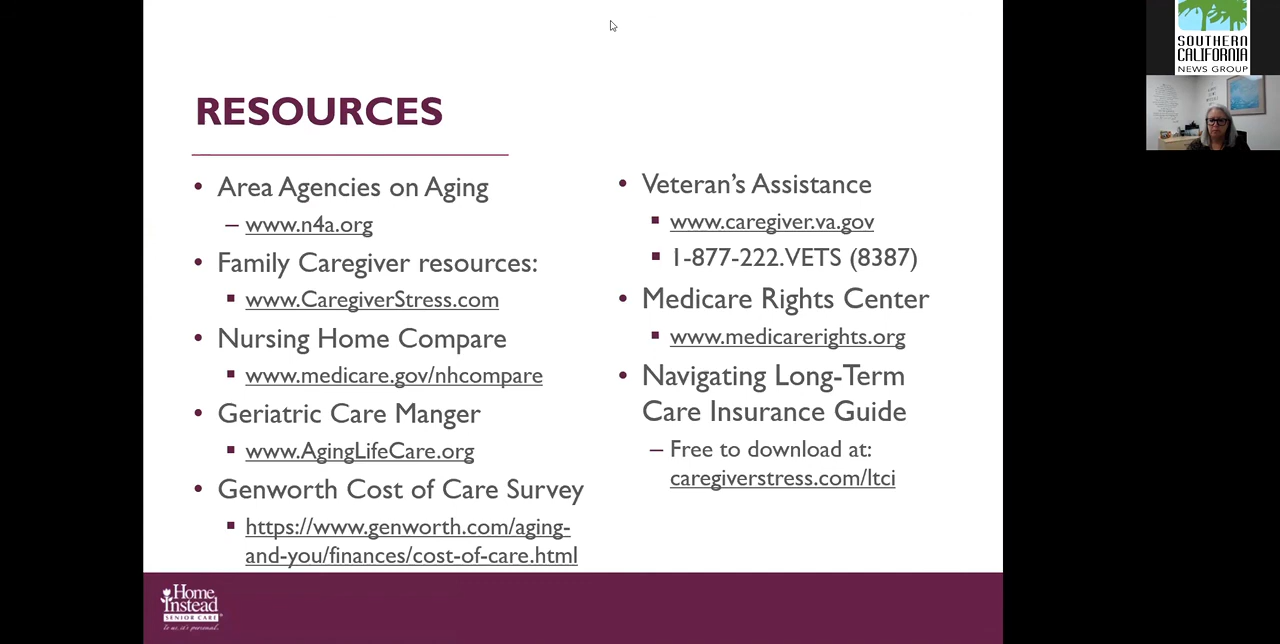 RESOURCES
• Area Agencies on Aging
– www.n4a.org
• Family Caregiver resources:
▪ www.CaregiverStress.com
• Nursing Home Compare
▪ www.medicare.gov/nhcompare
• Geriatric Care Manger
▪ www.AgingLifeCare.org
• Genworth Cost of Care Survey
▪ https://www.genworth.com/aging-
and-you/finances/cost-of-care.html
• Veteran’s Assistance
▪ www.caregiver.va.gov
▪ 1-877-222.VETS (8387)
• Medicare Rights Center
▪ www.medicarerights.org
• Navigating Long-Term
Care Insurance Guide
– Free to download at:
caregiverstress.com/ltci
Home
Instead
SENIOR CARE
to us, it's personal.
SOUTHERN
CALIFORNIA
NEWS GROUP